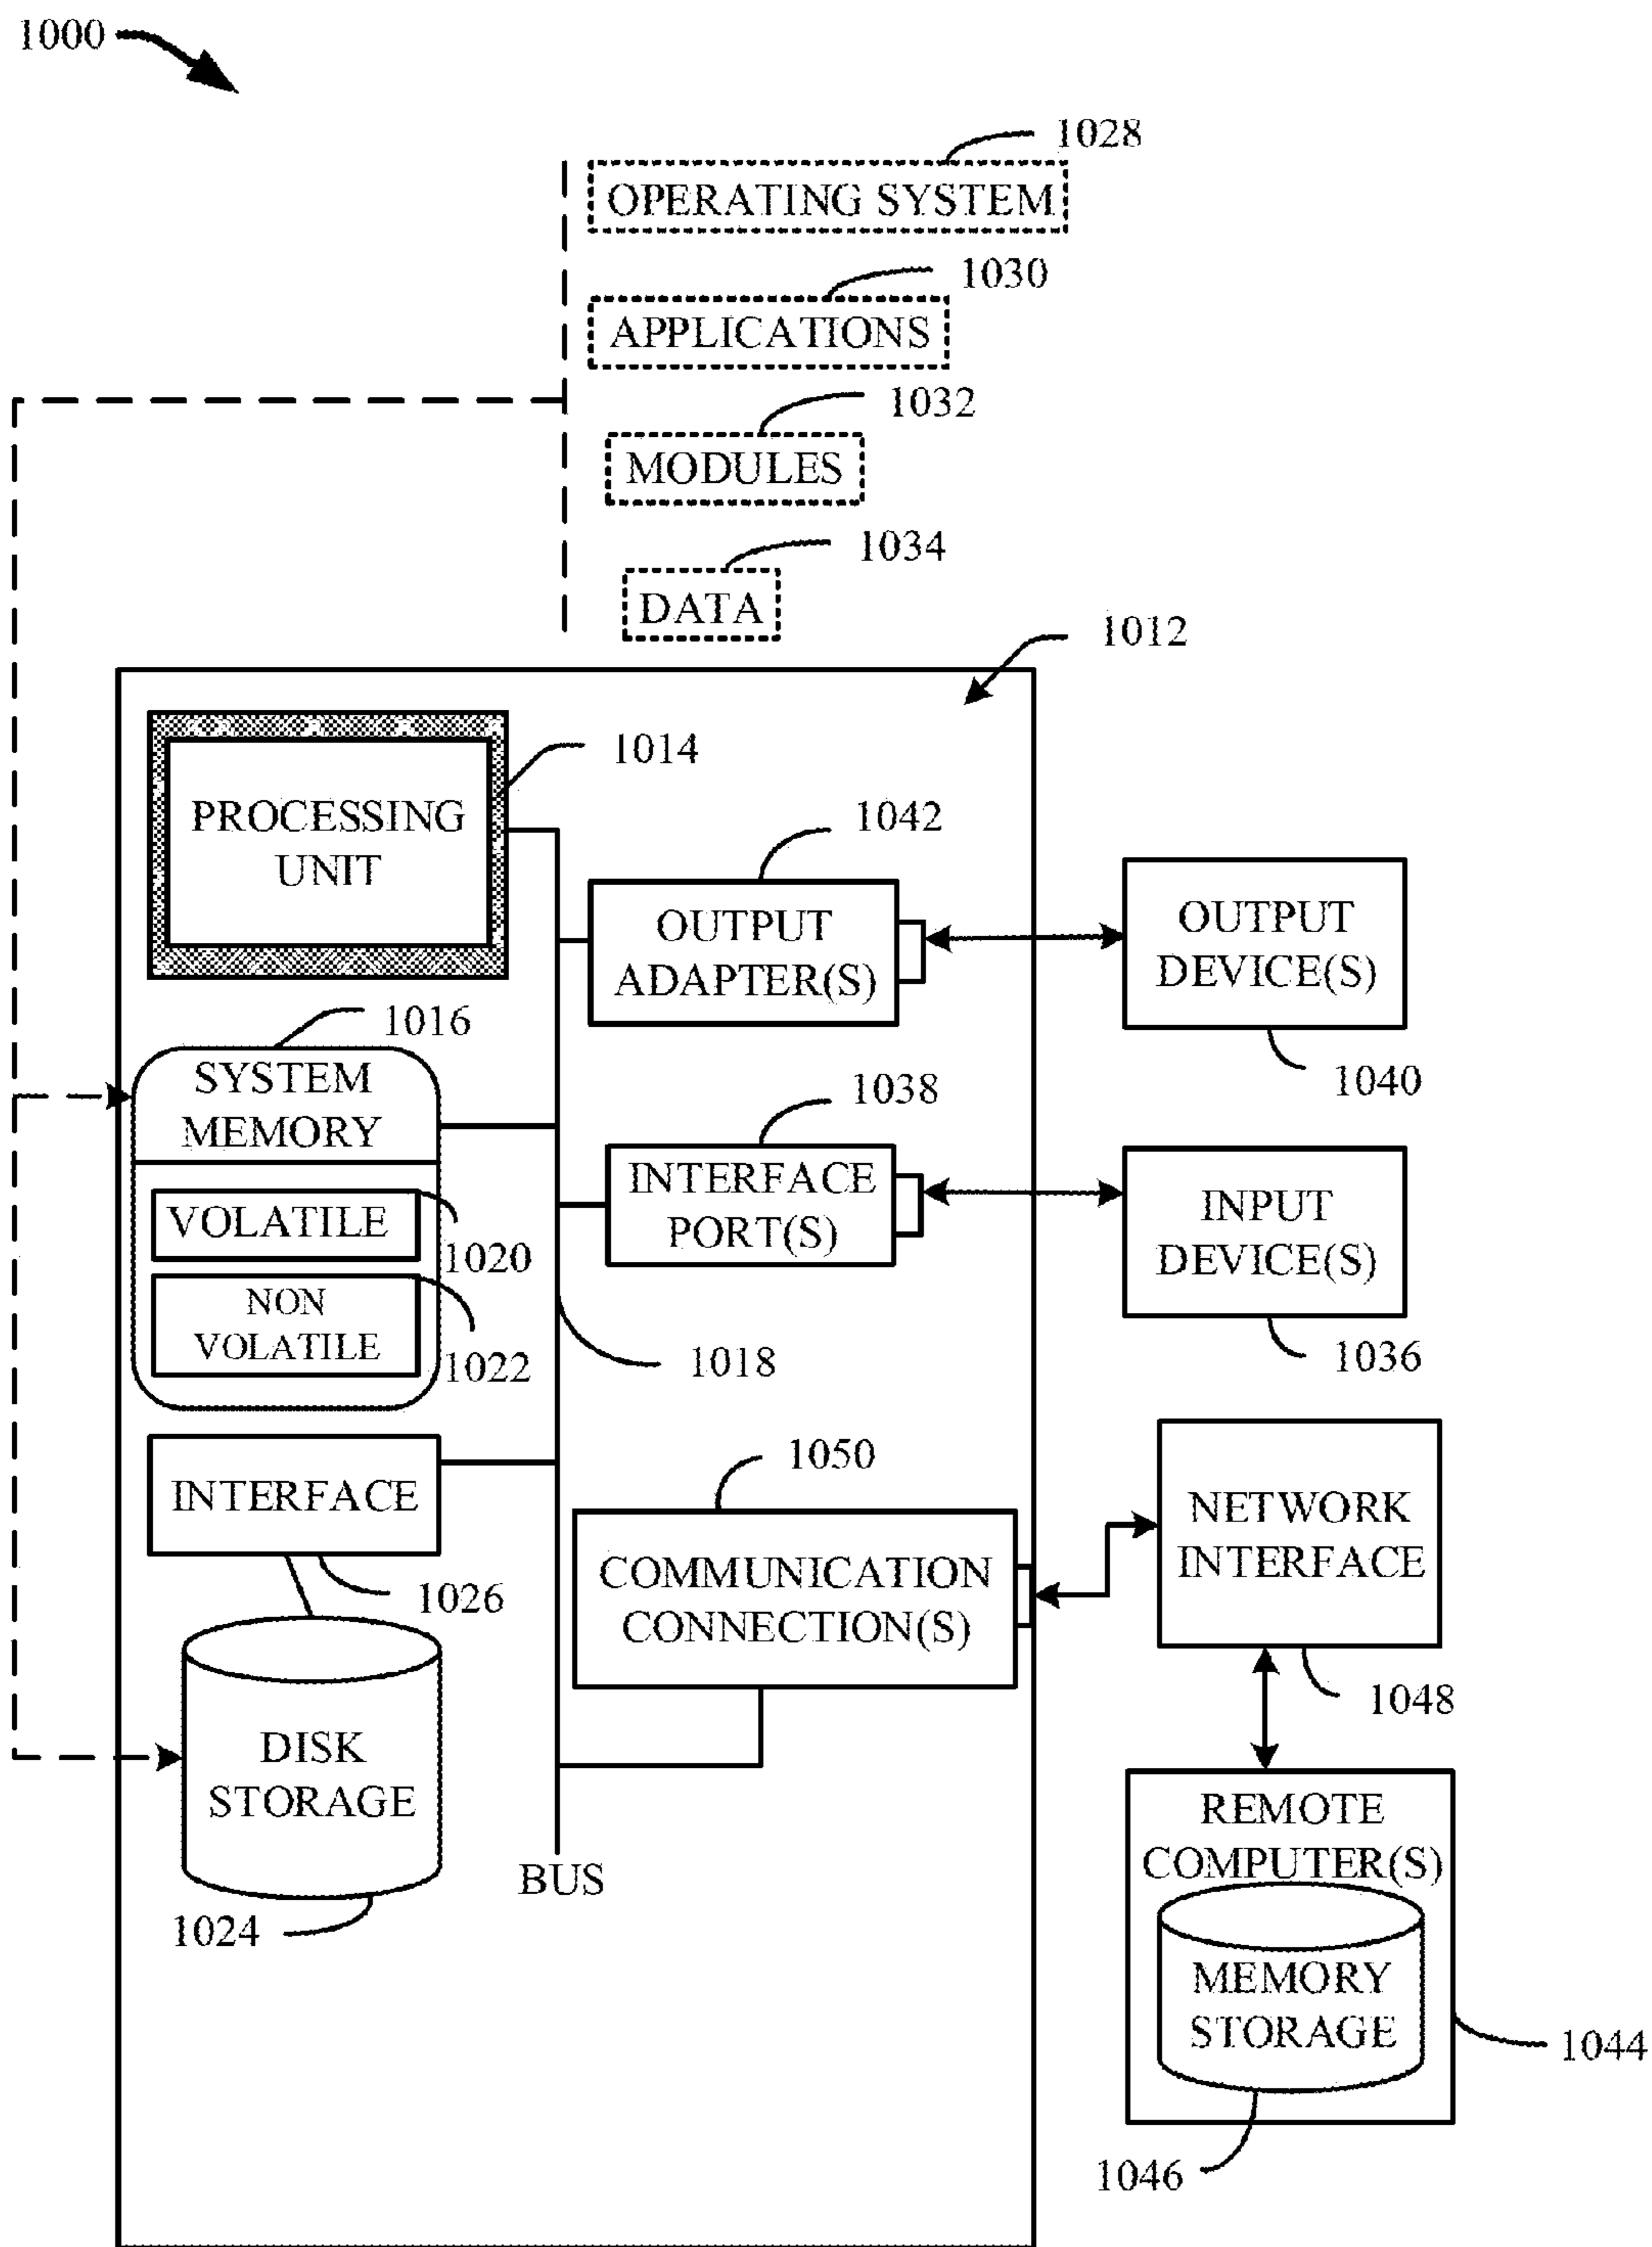 1000
1028
OPERATING SYSTEM
1030
APPLICATIONS
1032
MODULES
1034
DATA
1012
1014
PROCESSING
UNIT
1042
OUTPUT
ADAPTER(S)
OUTPUT
DEVICE(S)
1040
1016
SYSTEM
MEMORY
VOLATILE
1020
NON
VOLATILE
1022
1038
INTERFACE
PORT(S)
INPUT
DEVICE(S)
1036
1018
INTERFACE
1026
1050
COMMUNICATION
CONNECTION(S)
NETWORK
INTERFACE
1048
DISK
STORAGE
1024
BUS
REMOTE
COMPUTER(S)
MEMORY
STORAGE
1044
1046